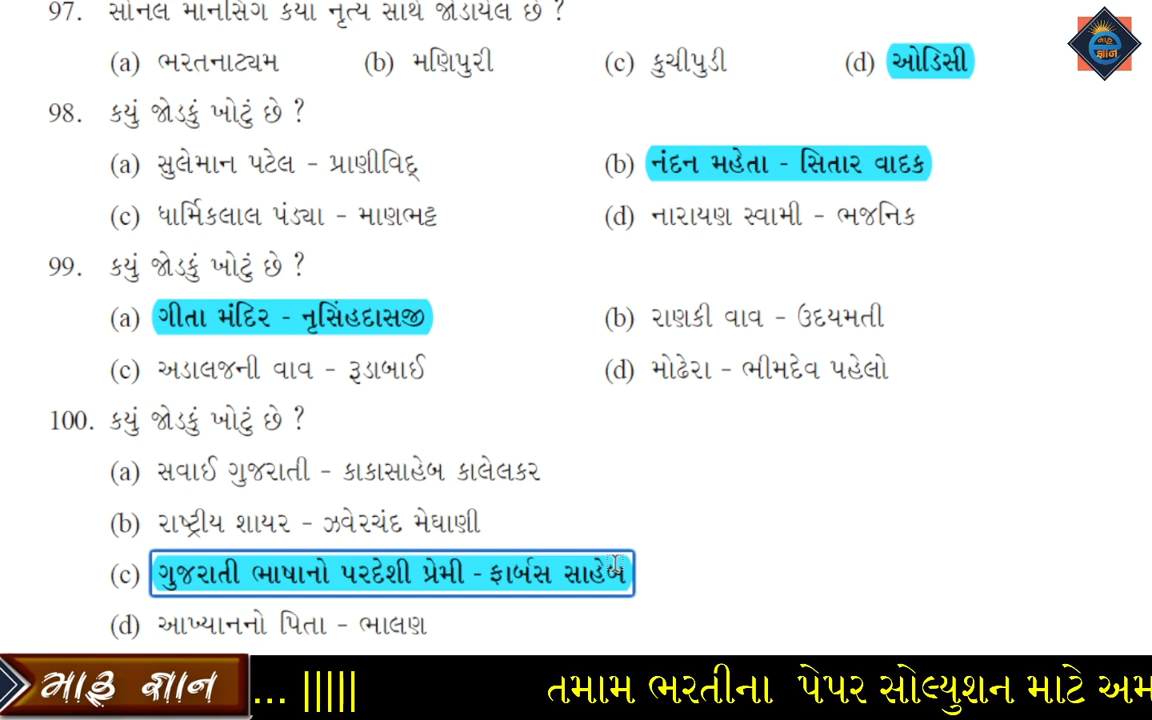 97. સોનલ માનસિંગ કયા નૃત્ય સાથે જોડાયેલ છે ?
(a) ભરતનાટ્યમ (b) મણિપુરી (c) કુચીપુડી (d) ઓડિસી
98. કયું જોડકું ખોટું છે ?
(a) સુલેમાન પટેલ - પ્રાણીવિદ્ (b) નંદન મહેતા - સિતાર વાદક
(c) ધાર્મિકલાલ પંડ્યા - માણભટ્ટ (d) નારાયણ સ્વામી - ભજનિક
99. કયું જોડકું ખોટું છે ?
(a) ગીતા મંદિર - નૃસિંહદાસજી (b) રાણકી વાવ - ઉદયમતી
(c) અડાલજની વાવ - રૂડાબાઈ (d) મોઢેરા - ભીમદેવ પહેલો
100. કયું જોડકું ખોટું છે ?
(a) સવાઈ ગુજરાતી - કાકાસાહેબ કાલેલકર
(b) રાષ્ટ્રીય શાયર - ઝવેરચંદ મેઘાણી
(c) ગુજરાતી ભાષાનો પરદેશી પ્રેમી - ફાર્બસ સાહેબ
(d) આખ્યાનનો પિતા - ભાલણ
મારૂ જ્ઞાન ... ||||| તમામ ભરતીના પેપર સોલ્યુશન માટે અમ